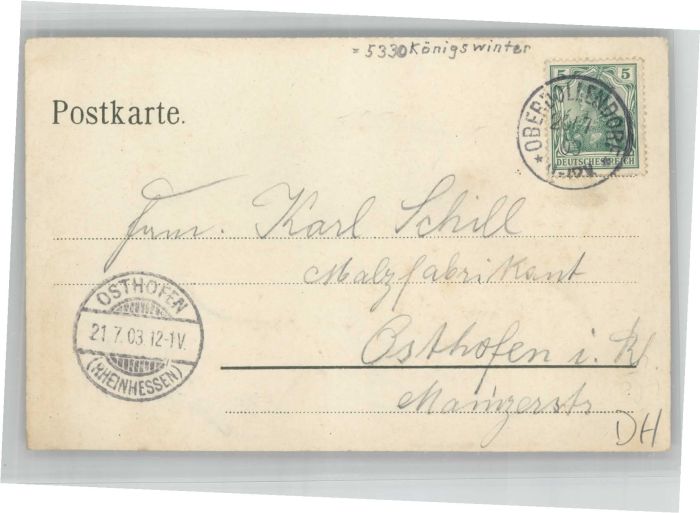 = 5330 Königswinter
Postkarte.
5 5
* OBERDOLLENDORF *
DEUTSCHES REICH
Karl Schill
Malzfabrikant
Osthofen i. Rh.
Mainzerstr
OSTHOFEN
21.7.03.12-1V.
(RHEINHESSEN)
DH